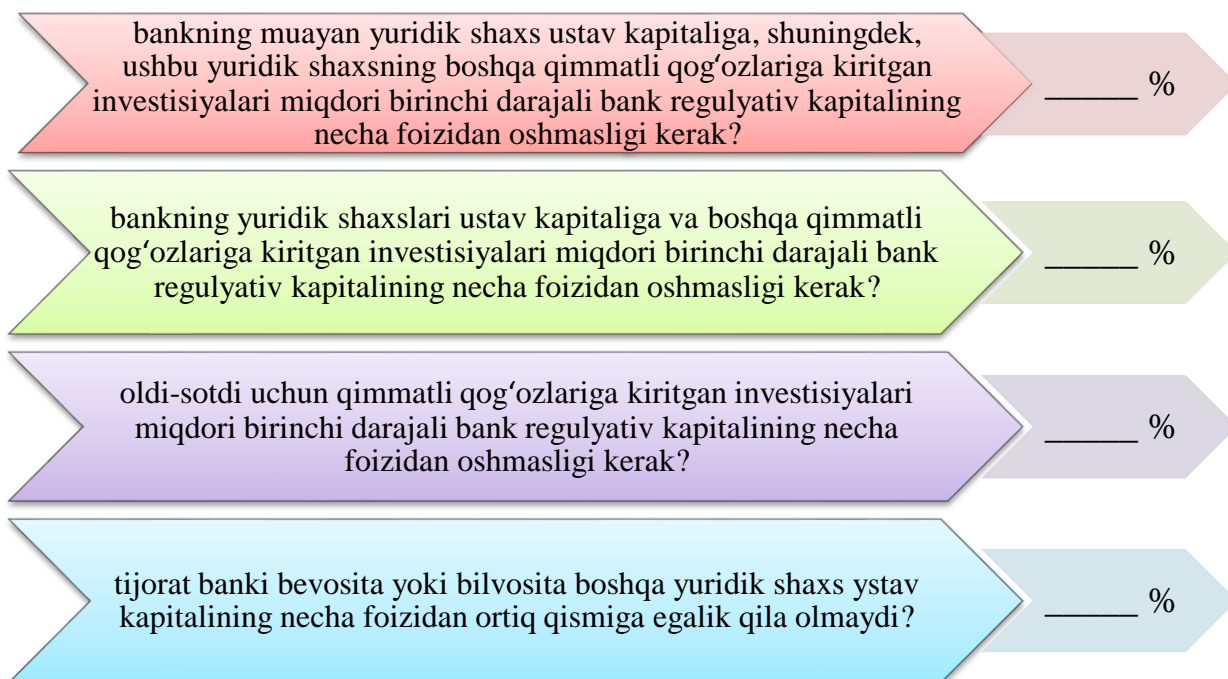 bankning muayan yuridik shaxs ustav kapitaliga, shuningdek,
ushbu yuridik shaxsning boshqa qimmatli qogʻozlariga kiritgan
investisiyalari miqdori birinchi darajali bank regulyativ kapitalining
necha foizidan oshmasligi kerak?
_____ %
bankning yuridik shaxslari ustav kapitaliga va boshqa qimmatli
qogʻozlariga kiritgan investisiyalari miqdori birinchi darajali bank
regulyativ kapitalining necha foizidan oshmasligi kerak?
_____ %
oldi-sotdi uchun qimmatli qogʻozlariga kiritgan investisiyalari
miqdori birinchi darajali bank regulyativ kapitalining necha
foizidan oshmasligi kerak?
_____ %
tijorat banki bevosita yoki bilvosita boshqa yuridik shaxs ystav
kapitalining necha foizidan ortiq qismiga egalik qila olmaydi?
_____ %